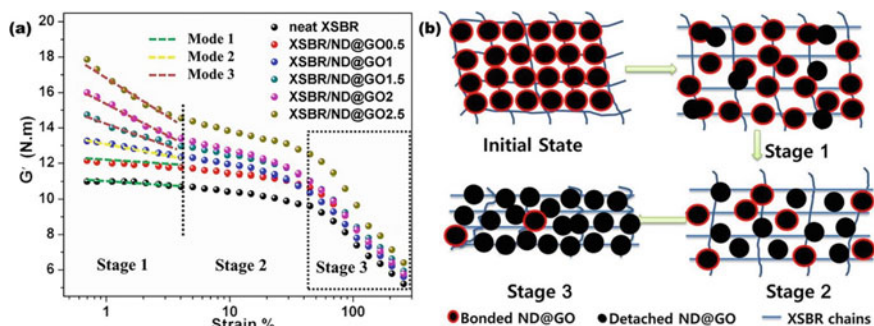 (a)
G' (N.m)
20
18
16
14
12
10
8
6
Mode 1
Mode 2
Mode 3
neat XSBR
XSBR/ND@GO0.5
XSBR/ND@GO1
XSBR/ND@GO1.5
XSBR/ND@GO2
XSBR/ND@GO2.5
Stage 1
Stage 2
Stage 3
1
10
100
Strain %
(b)
Initial State
Stage 1
Stage 3
Stage 2
Bonded ND@GO
Detached ND@GO
XSBR chains